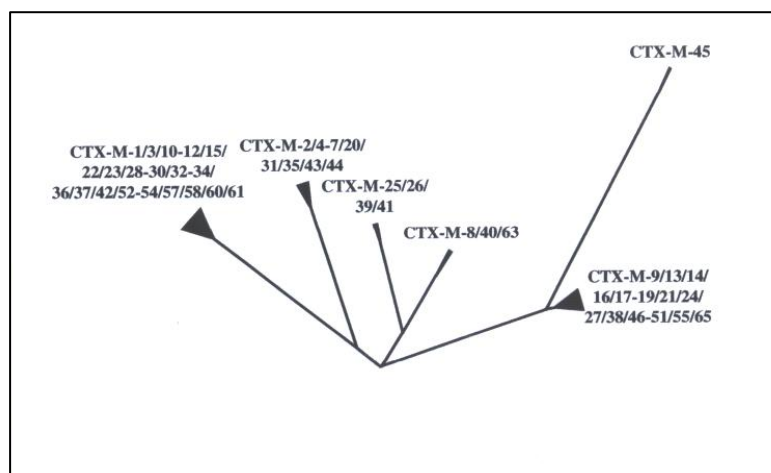 CTX-M-45
CTX-M-1/3/10-12/15/
22/23/28-30/32-34/
36/37/42/52-54/57/58/60/61
CTX-M-2/4-7/20/
31/35/43/44
CTX-M-25/26/
39/41
CTX-M-8/40/63
CTX-M-9/13/14/
16/17-19/21/24/
27/38/46-51/55/65